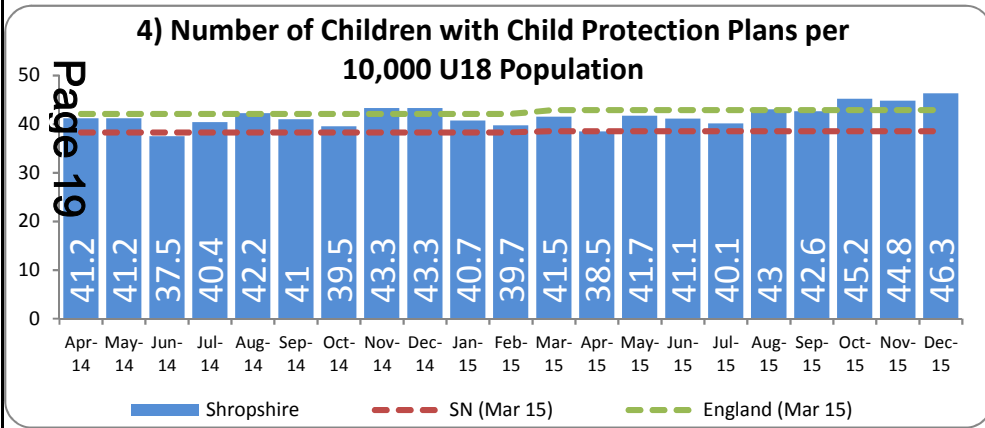 4) Number of Children with Child Protection Plans per
10,000 U18 Population
Page 19
50
40
30
20
10
0
41.2 41.2 37.5 40.4 42.2 41 39.5 43.3 43.3 40.7 39.7 41.5 38.5 41.7 41.1 40.1 43 42.6 45.2 44.8 46.3
Apr- May- Jun- Jul- Aug- Sep- Oct- Nov- Dec- Jan- Feb- Mar- Apr- May- Jun- Jul- Aug- Sep- Oct- Nov- Dec-
14 14 14 14 14 14 14 14 14 15 15 15 15 15 15 15 15 15 15 15 15
Shropshire SN (Mar 15) England (Mar 15)